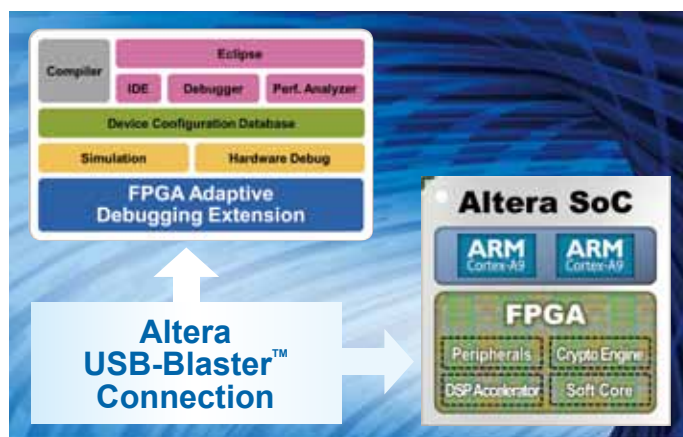 Compiler
Eclipse
IDE
Debugger
Perf. Analyzer
Device Configuration Database
Simulation
Hardware Debug
FPGA Adaptive
Debugging Extension
Altera
USB-Blaster™
Connection
Altera SoC
ARM
Cortex-A9
ARM
Cortex-A9
FPGA
Peripherals
Crypto Engine
DSP Accelerator
Soft Core